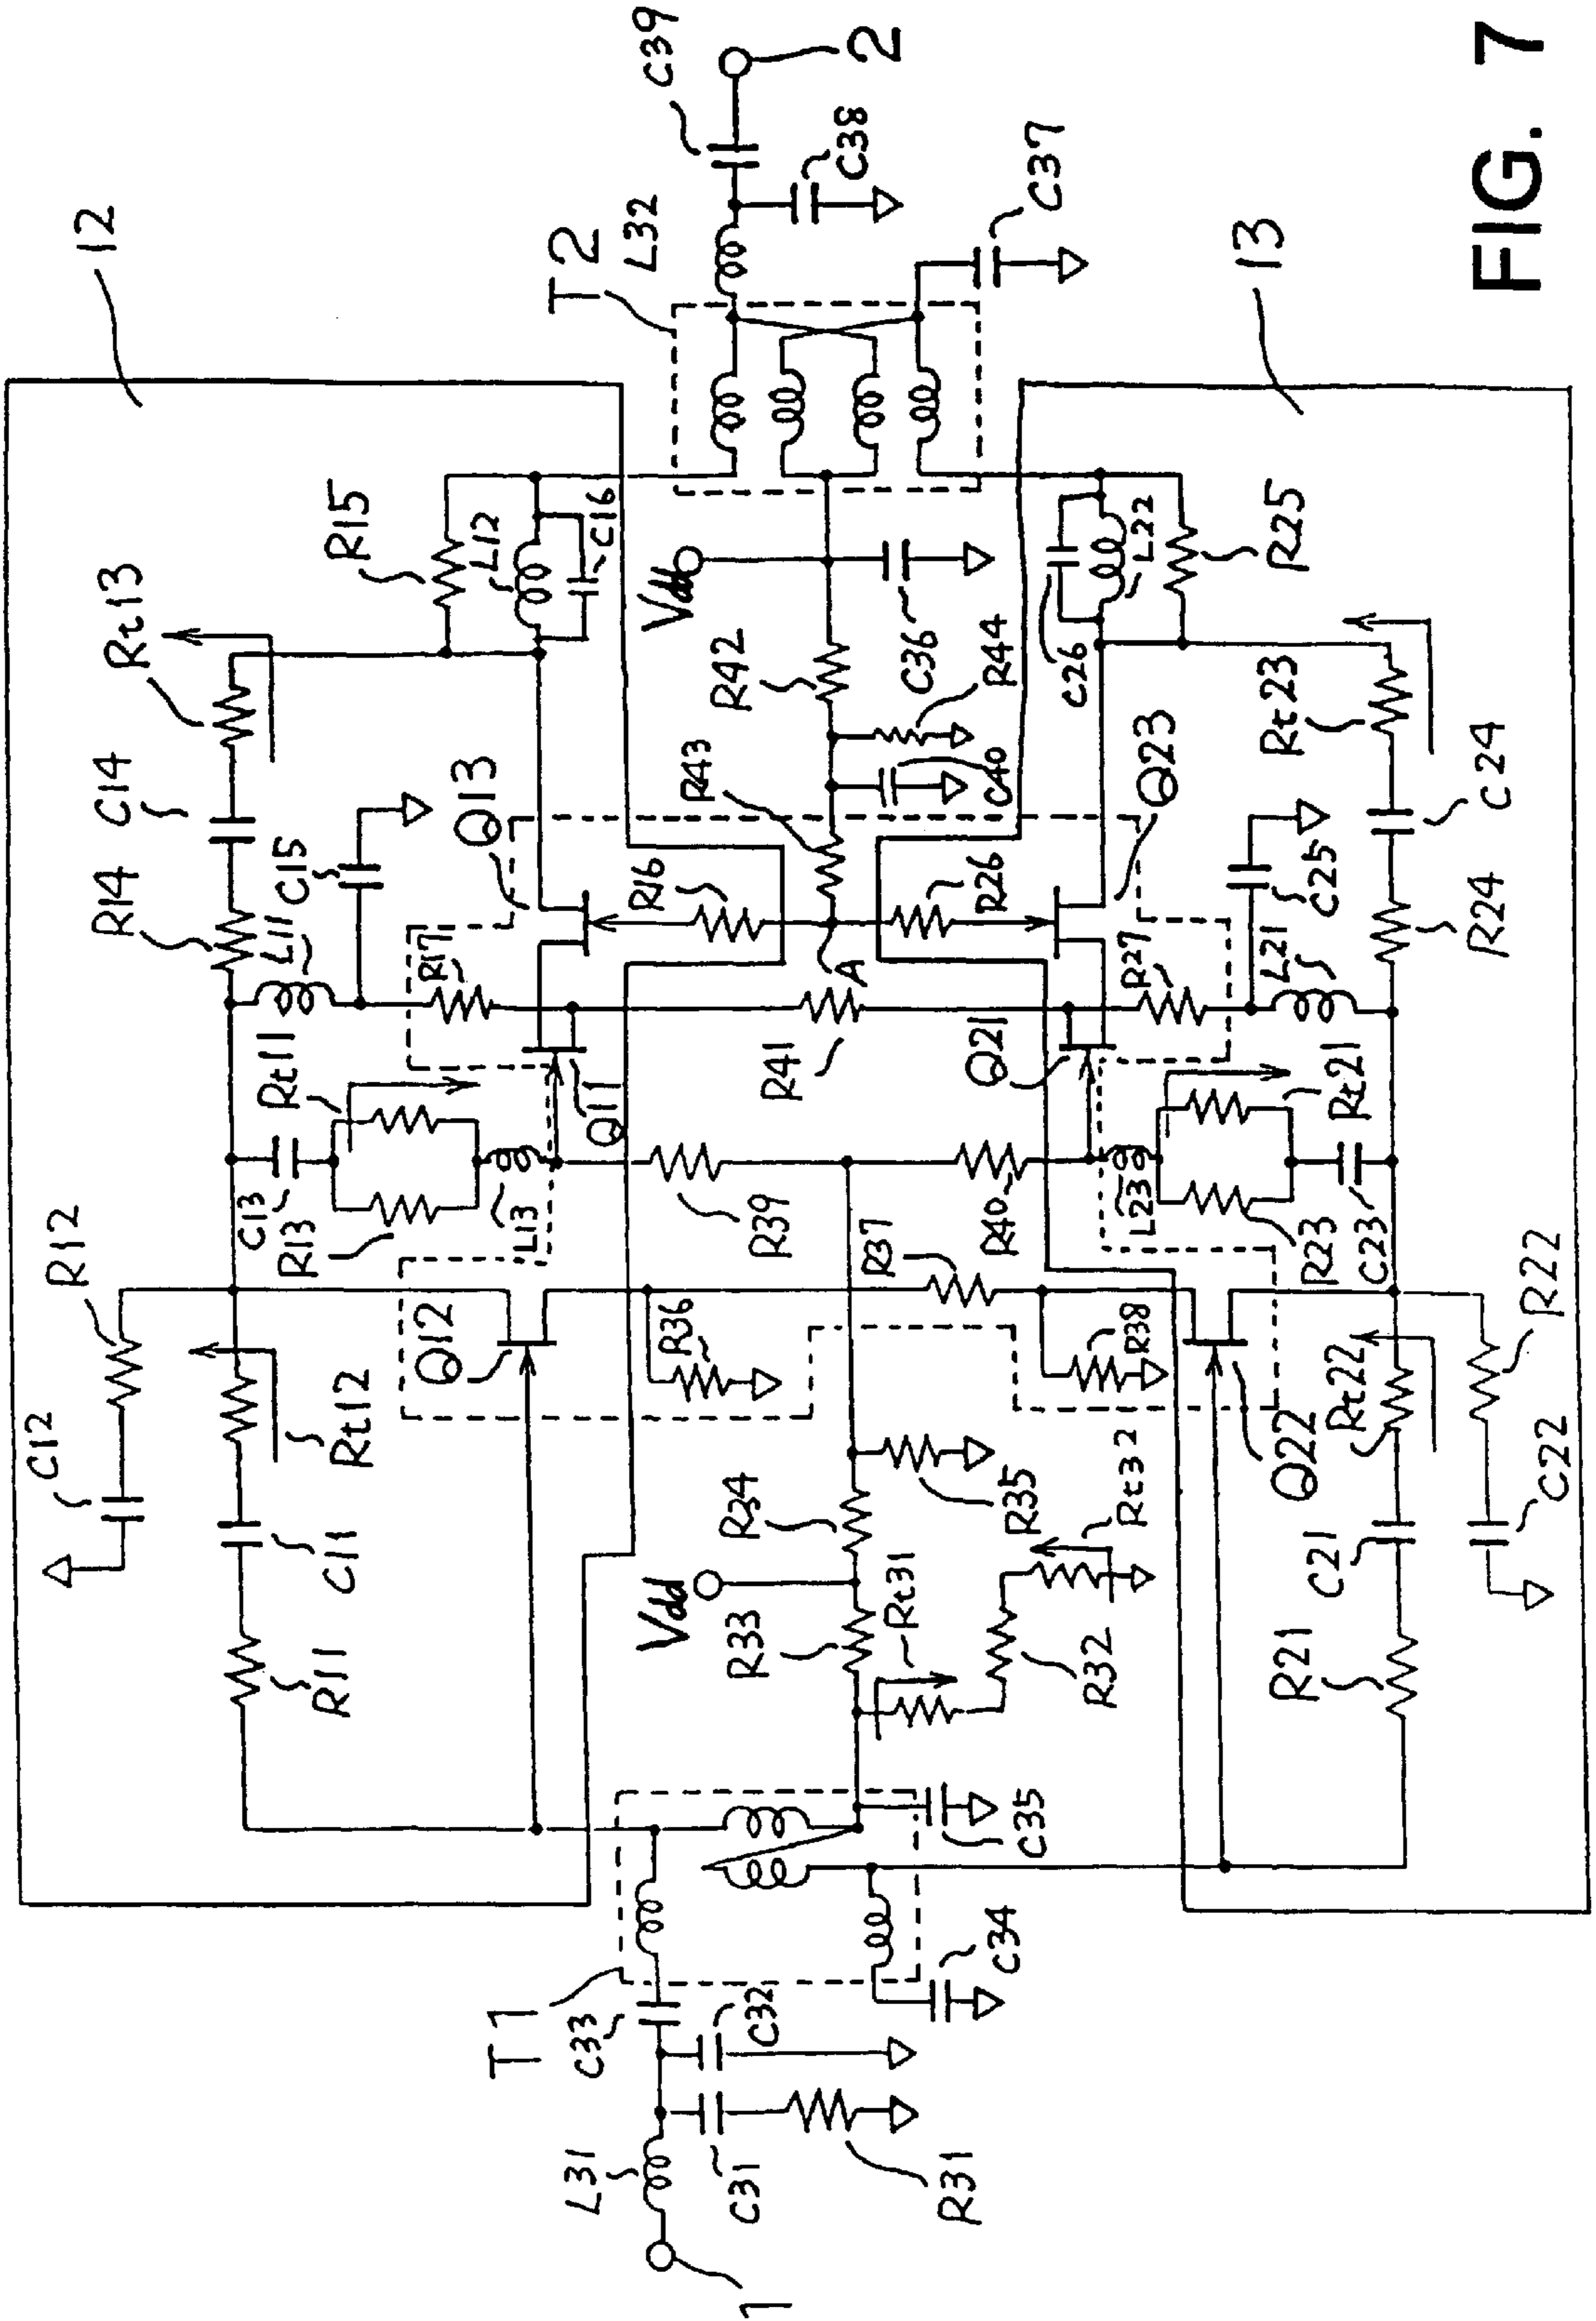 12
C12
R12
Rt13
C14
R14
R15
L11
C15
L12
C16
Rt11
C13
R13
L13
Q13
R17
R16
Q11
Rt12
C11
R11
Q12
R36
T2
L32
C39
2
C38
C37
Vdd
R42
C36
R44
R43
C40
A
R41
R39
R40
R37
R38
R34
R35
Vdd
R33
Rt31
R32
Rt32
T1
C33
C32
C31
L31
R31
1
C34
C35
13
C26
L22
R25
Q23
R26
Rt23
C24
R24
C25
L21
R27
Q21
Rt21
L23
R23
C23
Q22
Rt22
C21
R21
R22
C22
FIG. 7